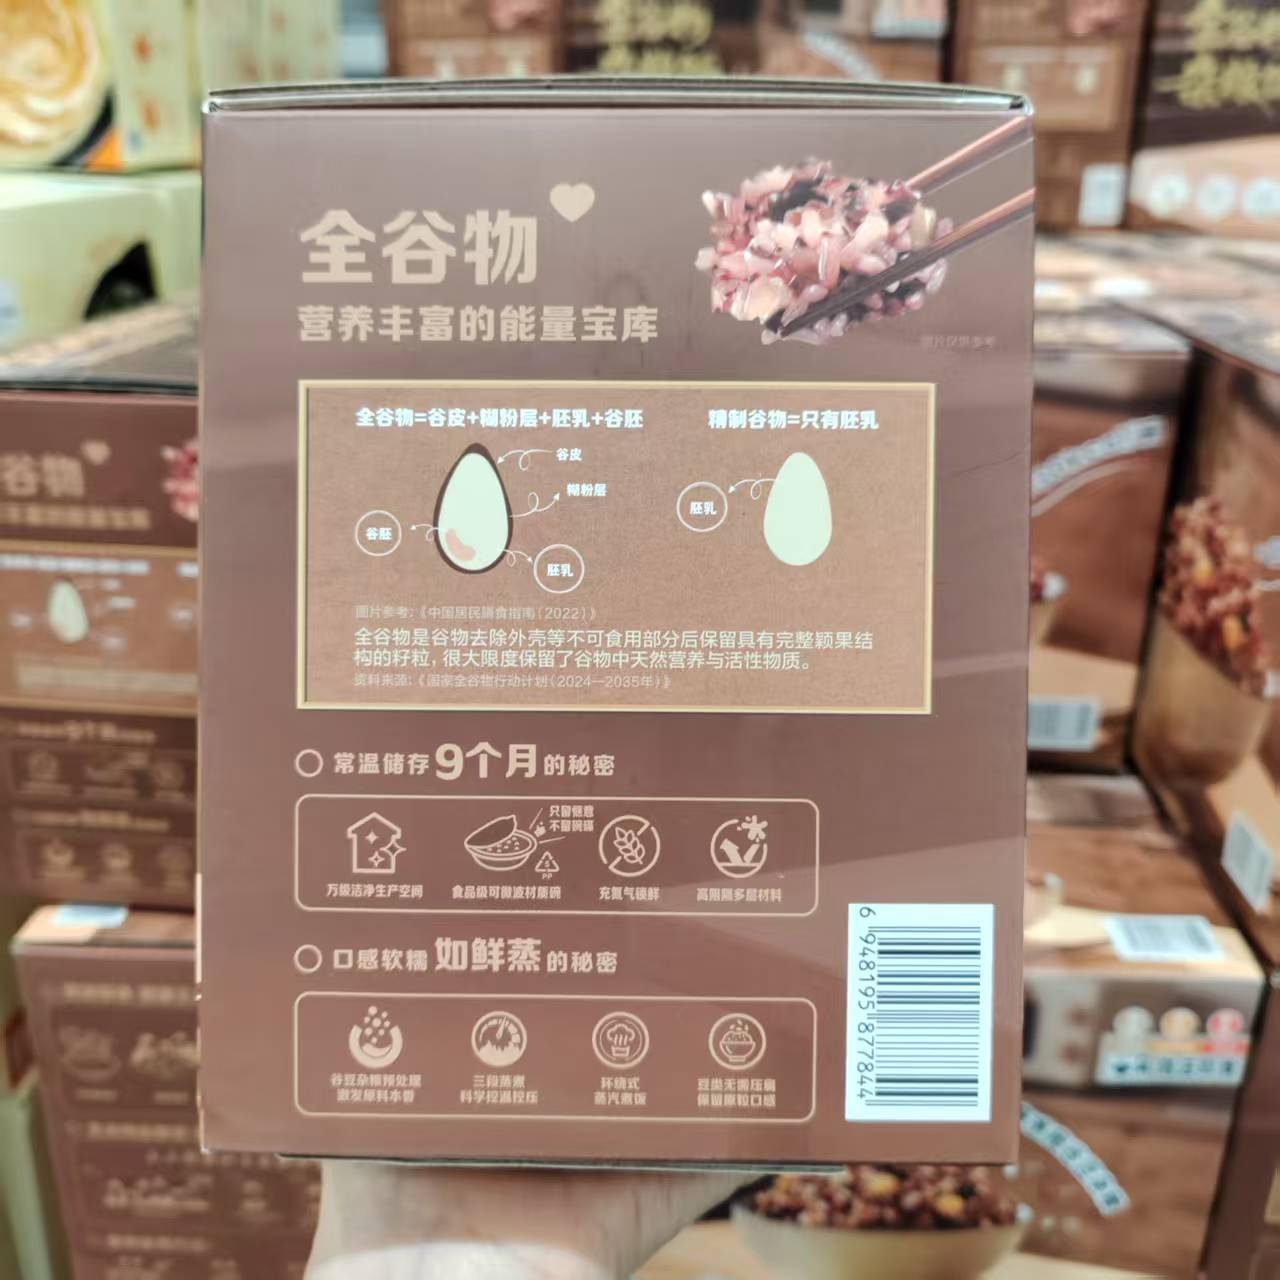 全谷物
营养丰富的能量宝库
图片仅供参考
全谷物=谷皮+糊粉层+胚乳+谷胚
精制谷物=只有胚乳
谷皮
糊粉层
谷胚
胚乳
胚乳
图片参考:《中国居民膳食指南(2022)》
全谷物是谷物去除外壳等不可食用部分后保留具有完整颖果结
构的籽粒,很大限度保留了谷物中天然营养与活性物质。
资料来源:《国家全谷物行动计划(2024—2035年)》
常温储存9个月的秘密
只留惬意
不留碗碟
PP
万级洁净生产空间
食品级可微波材质碗
充氮气锁鲜
高阻隔多层材料
口感软糯如鲜蒸的秘密
谷豆杂粮预处理
激发原料本香
三段蒸煮
科学控温控压
环绕式
蒸汽煮饭
豆类无需压扁
保留原粒口感
6 948195 877844